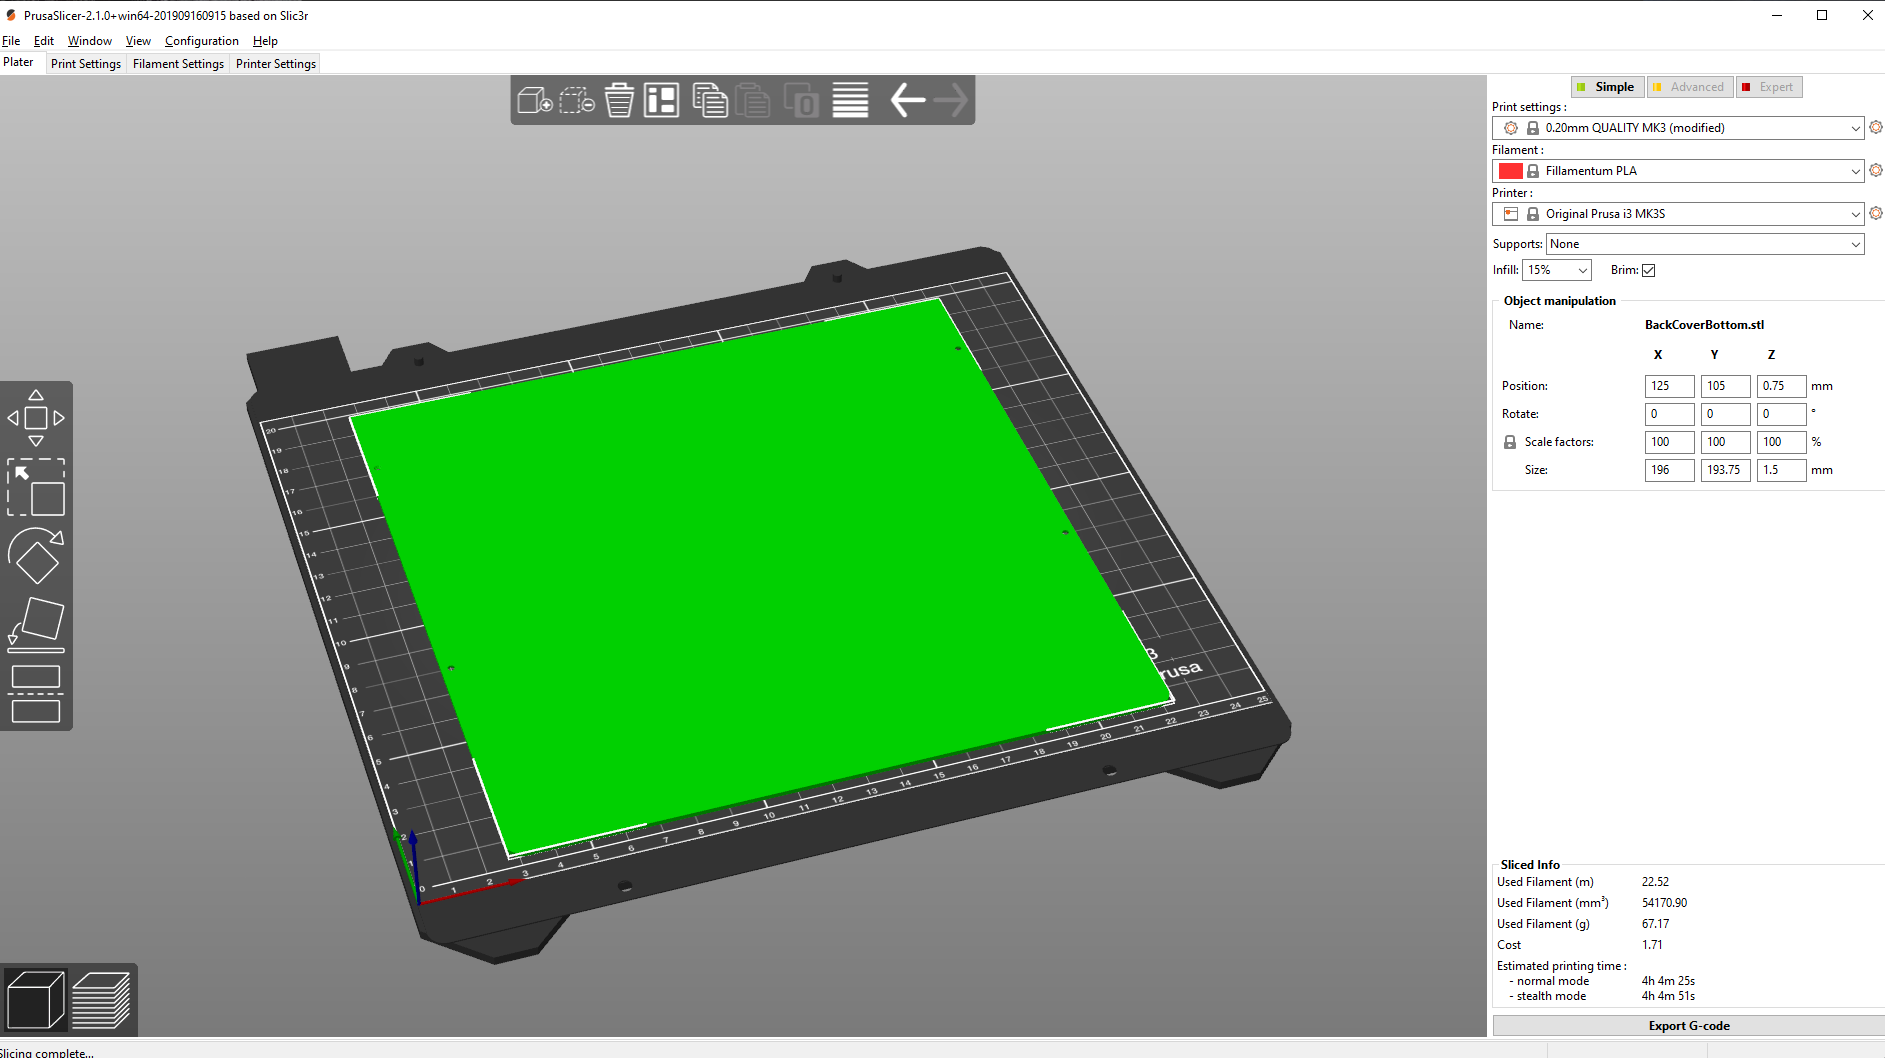 PrusaSlicer-2.1.0+win64-201909160915 based on Slic3r
File Edit Window View Configuration Help
Plater Print Settings Filament Settings Printer Settings
Simple Advanced Expert
Print settings :
0.20mm QUALITY MK3 (modified)
Filament :
Fillamentum PLA
Printer :
Original Prusa i3 MK3S
Supports: None
Infill: 15% Brim:
Object manipulation
Name: BackCoverBottom.stl
X Y Z
Position: 125 105 0.75 mm
Rotate: 0 0 0 °
Scale factors: 100 100 100 %
Size: 196 193.75 1.5 mm
20
19
18
17
16
15
14
13
12
11
10
9
8
7
6
5
4
3
2
1
0 1 2 3 4 5 6 7 8 9 10 11 12 13 14 15 16 17 18 19 20 21 22 23 24 25
3
rusa
Sliced Info
Used Filament (m) 22.52
Used Filament (mm³) 54170.90
Used Filament (g) 67.17
Cost 1.71
Estimated printing time :
- normal mode 4h 4m 25s
- stealth mode 4h 4m 51s
Export G-code
Slicing complete...